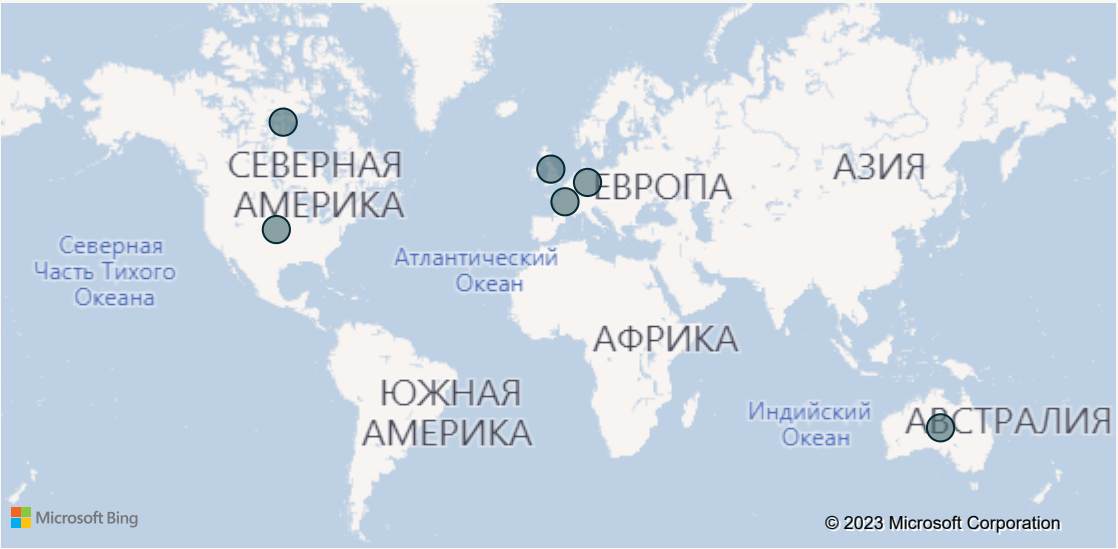 СЕВЕРНАЯ
АМЕРИКА
ЕВРОПА
АЗИЯ
Северная
Часть Тихого
Океана
Атлантический
Океан
АФРИКА
ЮЖНАЯ
АМЕРИКА
Индийский
Океан
АВСТРАЛИЯ
Microsoft Bing
© 2023 Microsoft Corporation